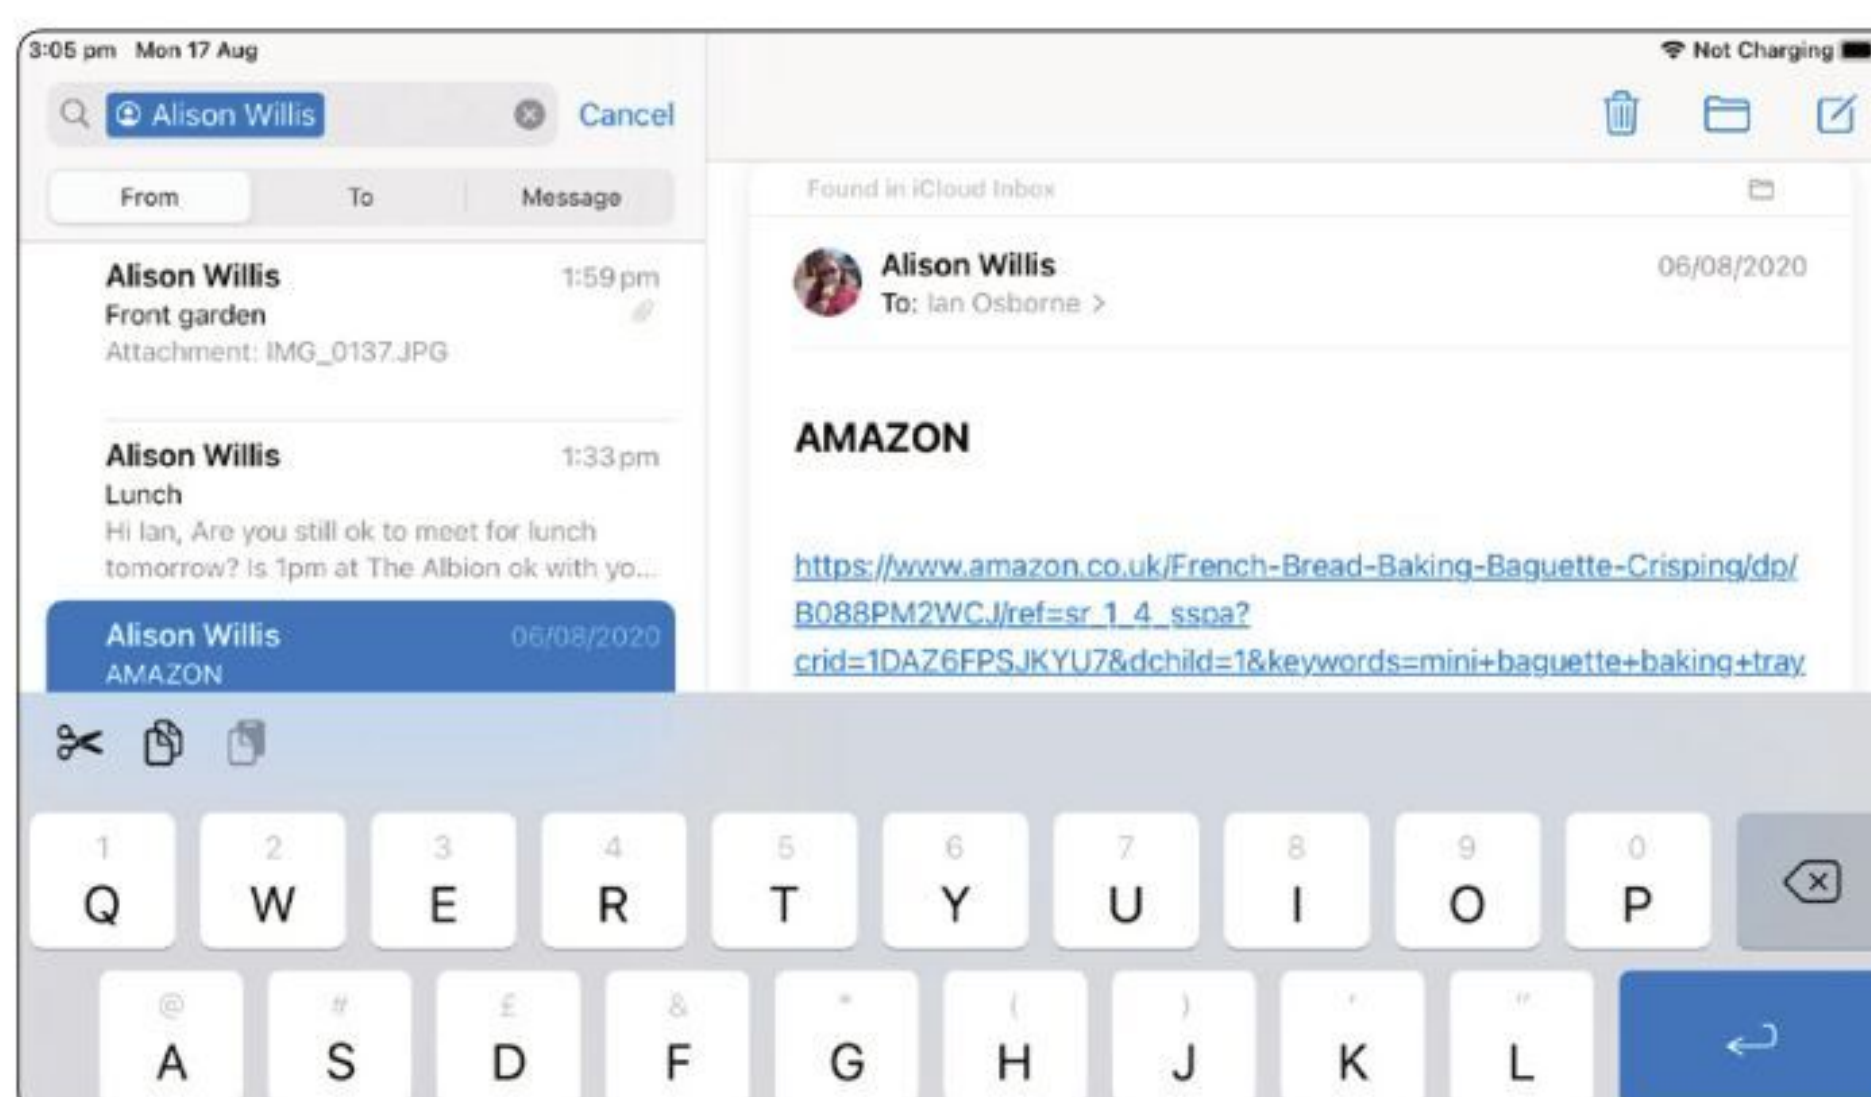 3:05 pm Mon 17 Aug
Not Charging
Alison Willis
Cancel
From To Message
Alison Willis 1:59 pm
Front garden
Attachment: IMG_0137.JPG
Alison Willis 1:33 pm
Lunch
Hi Ian, Are you still ok to meet for lunch
tomorrow? Is 1pm at The Albion ok with yo...
Alison Willis 06/08/2020
AMAZON
Found in iCloud Inbox
Alison Willis 06/08/2020
To: Ian Osborne >
AMAZON
https://www.amazon.co.uk/French-Bread-Baking-Baguette-Crisping/dp/
B088PM2WCJ/ref=sr_1_4_sspa?
crid=1DAZ6FPSJKYU7&dchild=1&keywords=mini+baguette+baking+tray
1 2 3 4 5 6 7 8 9 0
Q W E R T Y U I O P
@ # £ & * ( ) ' "
A S D F G H J K L